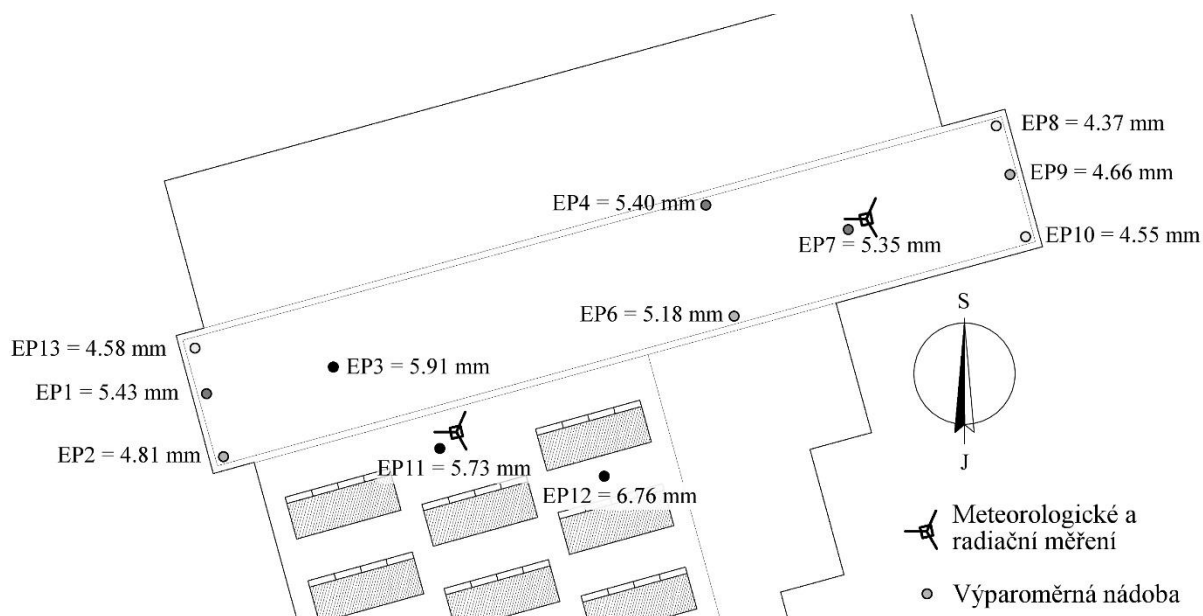 EP8 = 4.37 mm
EP9 = 4.66 mm
EP4 = 5.40 mm
EP7 = 5.35 mm
EP10 = 4.55 mm
S
EP6 = 5.18 mm
EP13 = 4.58 mm
EP3 = 5.91 mm
EP1 = 5.43 mm
EP2 = 4.81 mm
EP11 = 5.73 mm
J
EP12 = 6.76 mm
Meteorologické a
radiační měření
Výparoměrná nádoba